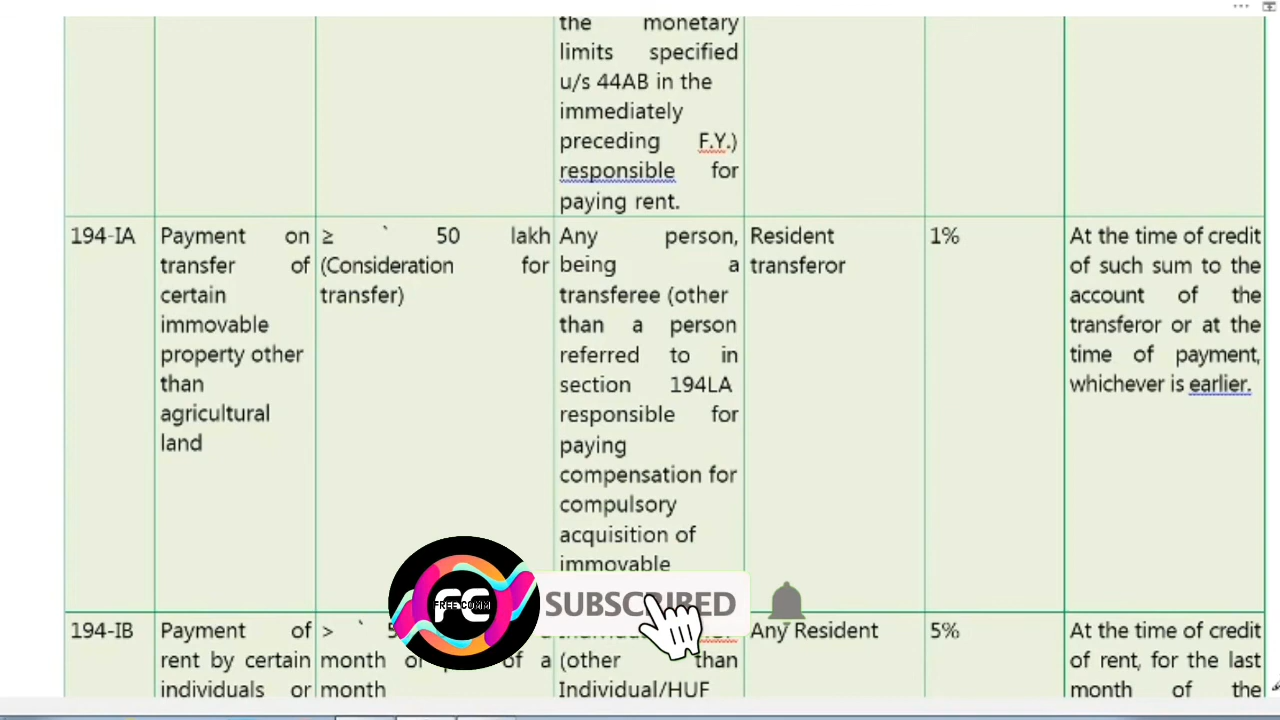 the monetary
limits specified
u/s 44AB in the
immediately
preceding F.Y.)
responsible for
paying rent.
194-IA
Payment on
transfer of
certain
immovable
property other
than
agricultural
land
≥ ` 50 lakh
(Consideration for
transfer)
Any person,
being a
transferee (other
than a person
referred to in
section 194LA
responsible for
paying
compensation for
compulsory
acquisition of
immovable
Resident
transferor
1%
At the time of credit
of such sum to the
account of the
transferor or at the
time of payment,
whichever is earlier.
194-IB
Payment of
rent by certain
individuals or
> `
month of a
month
(other than
Individual/HUF
Any Resident
5%
At the time of credit
of rent, for the last
month of the
FC
FREE COMM
SUBSCRIBED